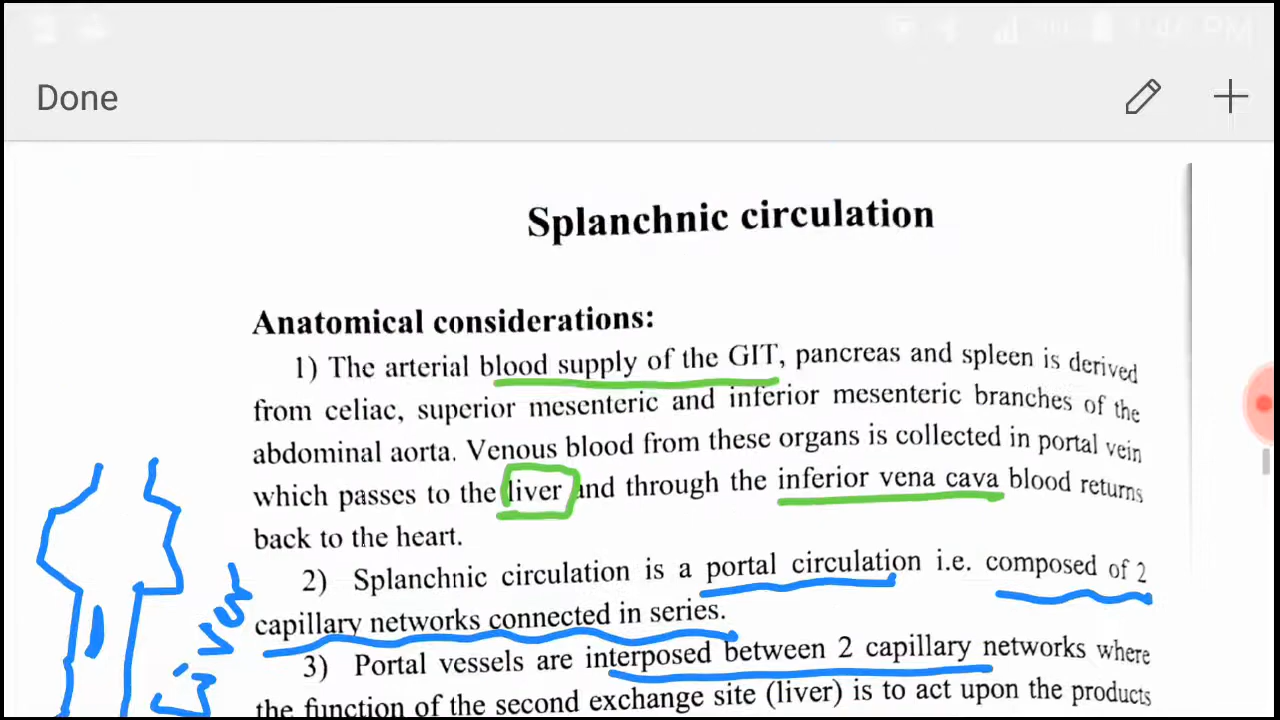 1:46 PM
Done
Splanchnic circulation
Anatomical considerations:
1) The arterial blood supply of the GIT, pancreas and spleen is derived
from celiac, superior mesenteric and inferior mesenteric branches of the
abdominal aorta. Venous blood from these organs is collected in portal vein
which passes to the liver and through the inferior vena cava blood returns
back to the heart.
2) Splanchnic circulation is a portal circulation i.e. composed of 2
capillary networks connected in series.
3) Portal vessels are interposed between 2 capillary networks where
the function of the second exchange site (liver) is to act upon the products